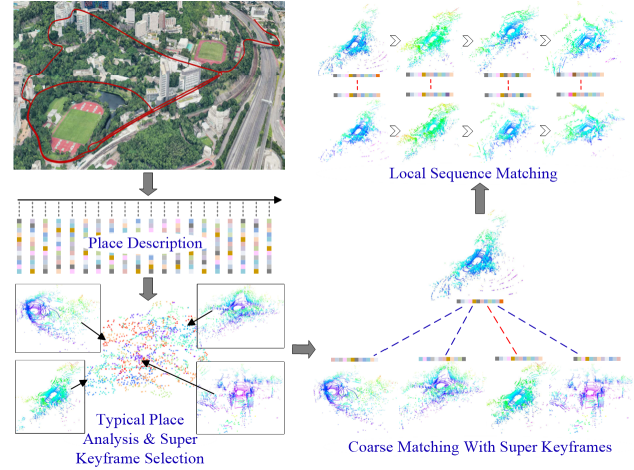 Place Description
Typical Place
Analysis & Super
Keyframe Selection
Local Sequence Matching
Coarse Matching With Super Keyframes